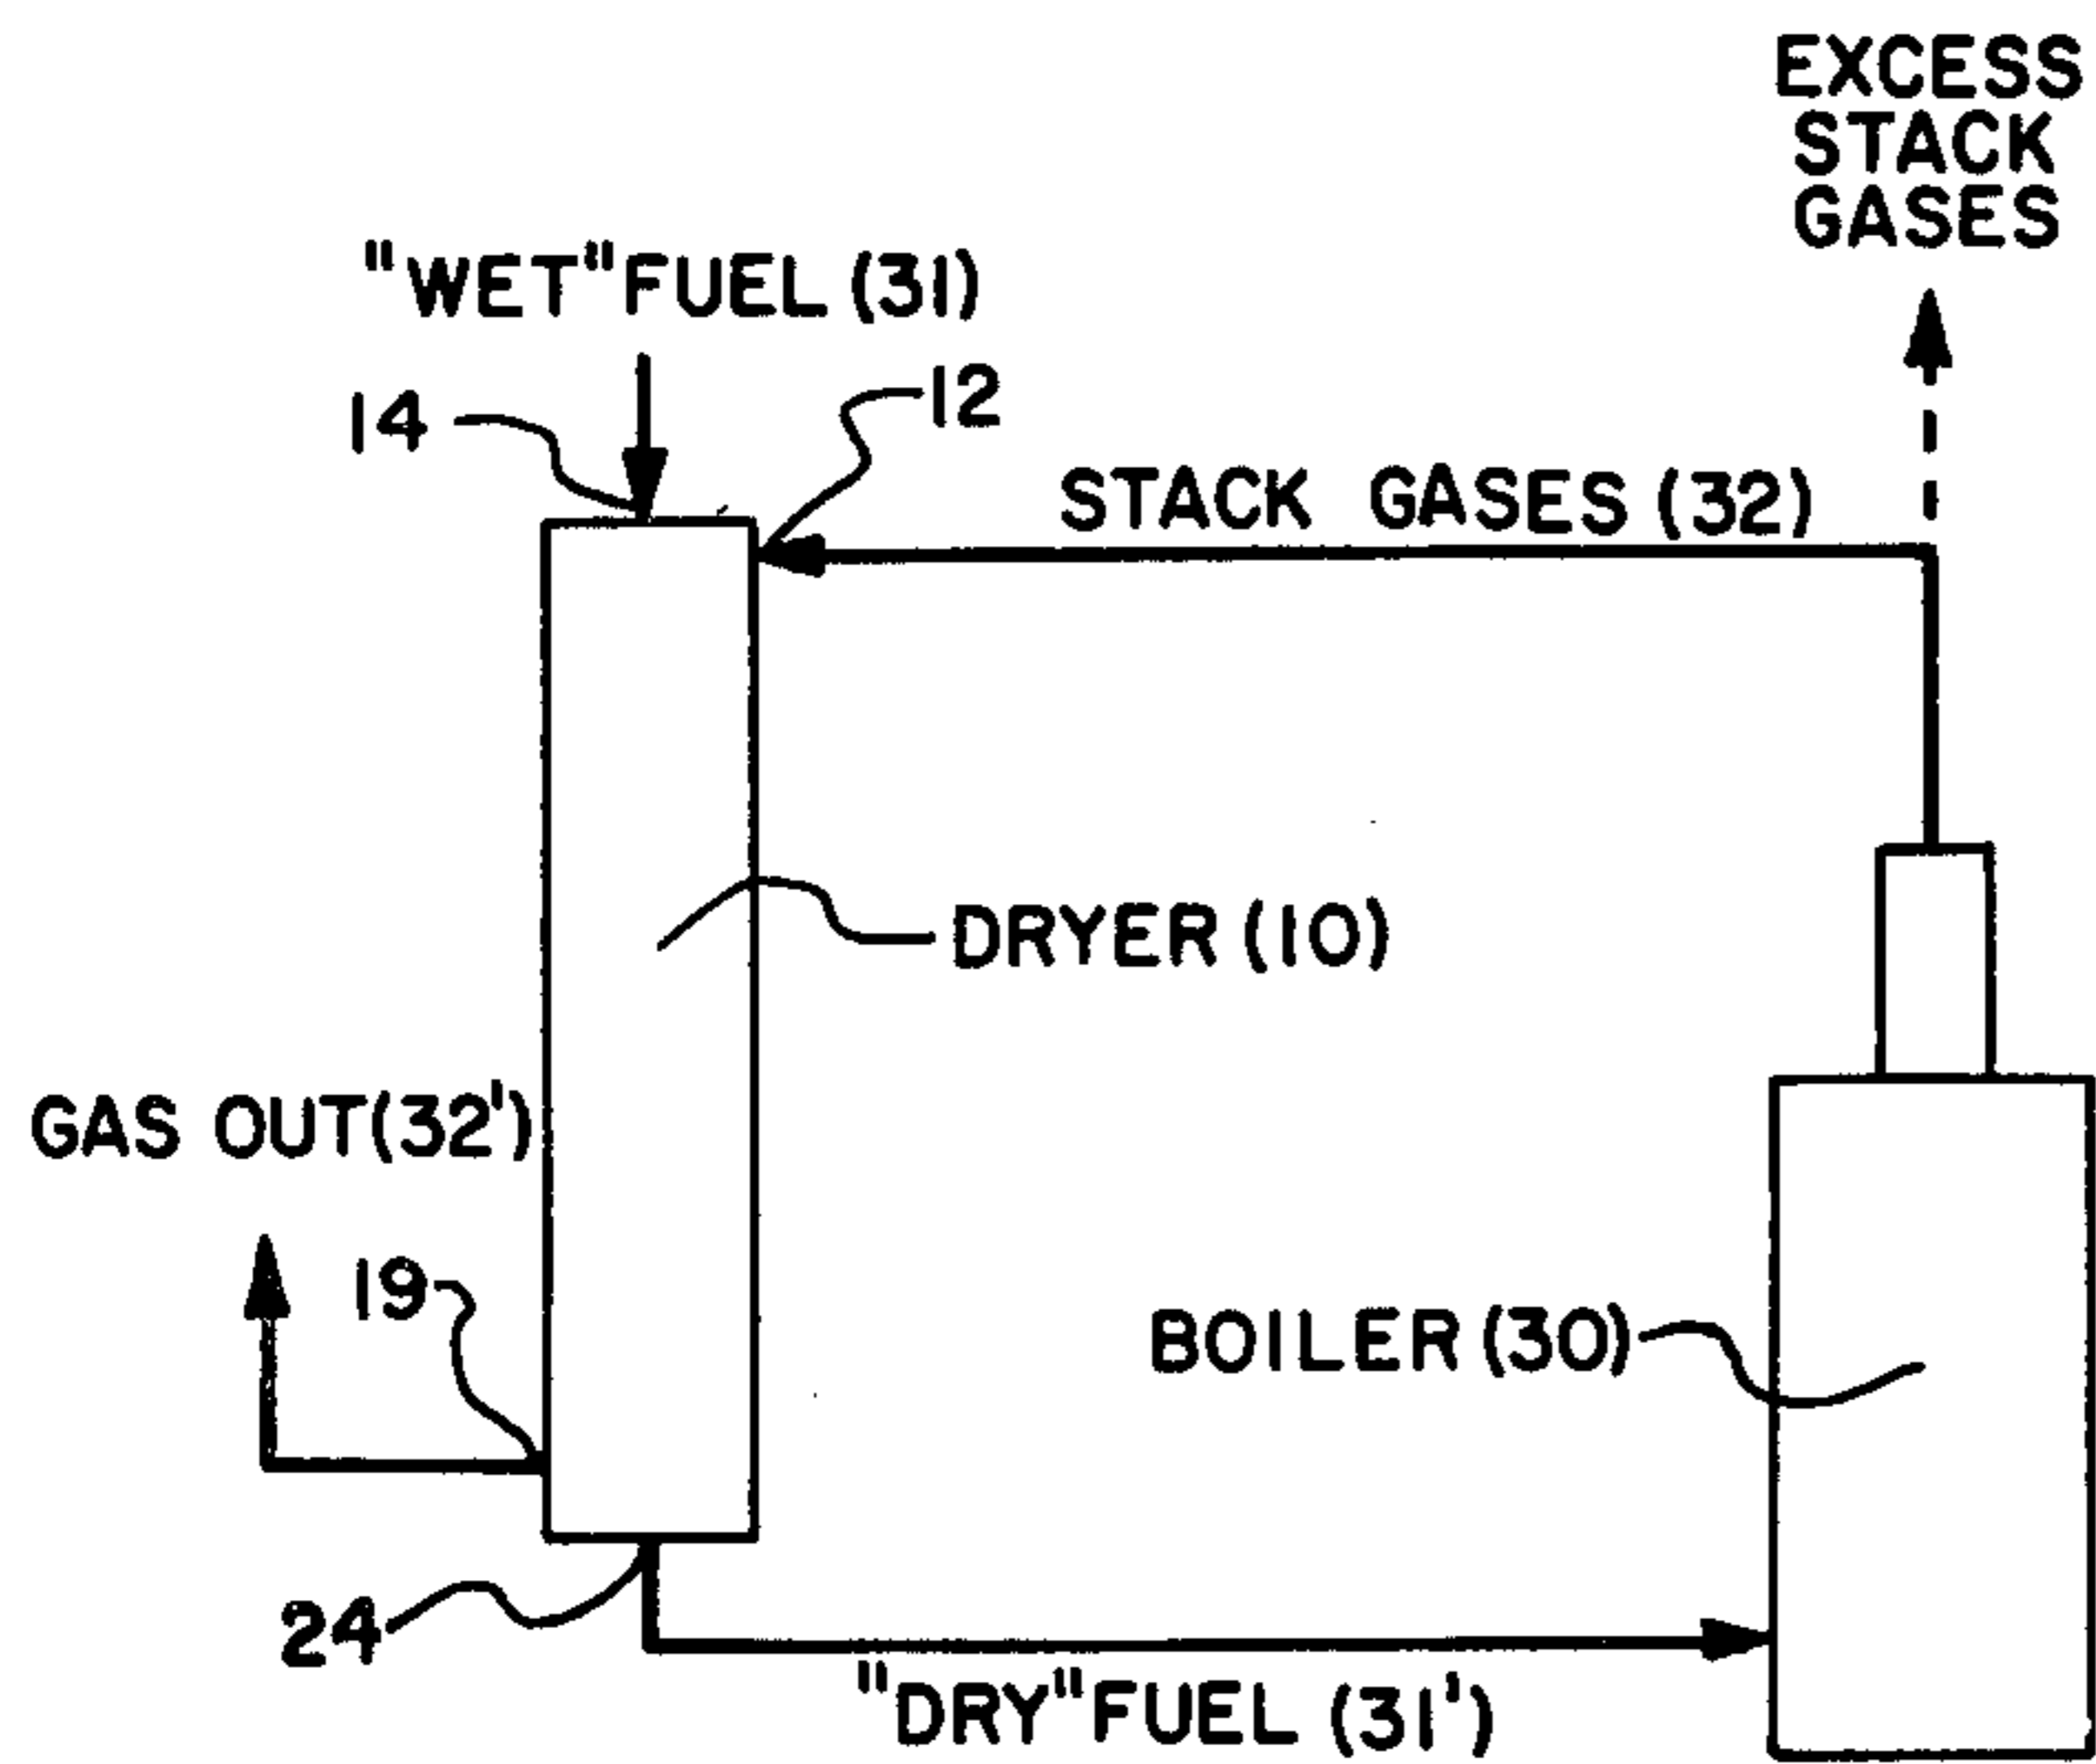 EXCESS
STACK
GASES
"WET" FUEL (31)
14
12
STACK GASES (32)
DRYER (10)
GAS OUT (32')
19
BOILER (30)
24
"DRY" FUEL (31')